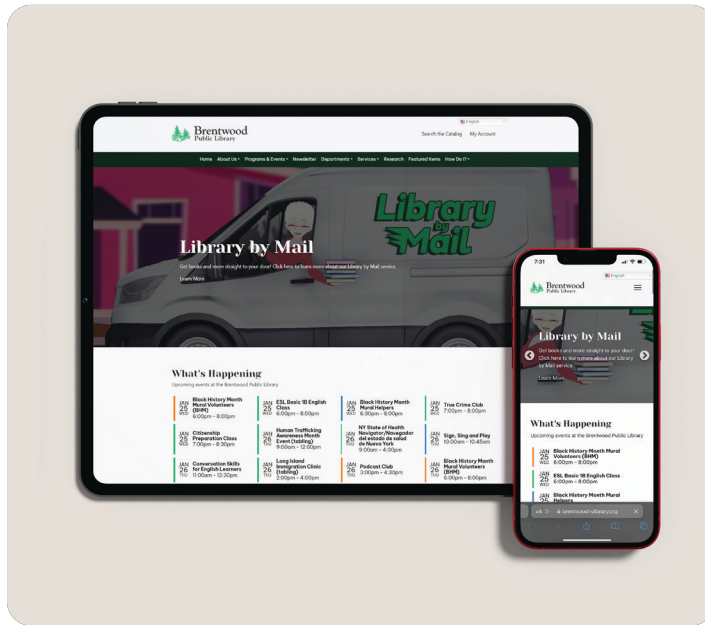 English
Brentwood
Public Library
Search the Catalog My Account
Home About Us Programs & Events Newsletter Departments Services Research Featured Items How Do I?
Library
by
Mail
Library by Mail
Get books and more straight to your door! Click here to learn more about our Library by Mail service.
Learn More
What's Happening
Upcoming events at the Brentwood Public Library
JAN 25 WED
Black History Month
Mural Volunteers
(BHM)
6:00pm - 8:00pm
JAN 25 WED
ESL Basic 1B English
Class
6:00pm - 8:00pm
JAN 25 WED
Black History Month
Mural Helpers
6:30pm - 8:00pm
JAN 25 WED
True Crime Club
7:00pm - 8:00pm
JAN 25 WED
Citizenship
Preparation Class
7:00pm - 8:30pm
JAN 26 THU
Human Trafficking
Awareness Month
Event (tabling)
9:00am - 12:00pm
JAN 26 THU
NY State of Health
Navigator/Navegador
del estado de salud
de Nueva York
9:00am - 4:00pm
JAN 26 THU
Sign, Sing and Play
10:00am - 10:45am
JAN 26 THU
Conversation Skills
for English Learners
11:00am - 12:30pm
JAN 26 THU
Long Island
Immigration Clinic
(tabling)
2:00pm - 4:00pm
JAN 26 THU
Podcast Club
3:00pm - 4:30pm
JAN 26 THU
Black History Month
Mural Volunteers
(BHM)
6:00pm - 8:00pm
7:31
English
Brentwood
Public Library
Library by Mail
Get books and more straight to your door!
Click here to learn more about our Library
by Mail service.
Learn More
What's Happening
Upcoming events at the Brentwood Public Library
JAN 25 WED
Black History Month Mural
Volunteers (BHM)
6:00pm - 8:00pm
JAN 25 WED
ESL Basic 1B English Class
6:00pm - 8:00pm
JAN 25
Black History Month Mural
Helpers
AA
brentwoodnylibrary.org